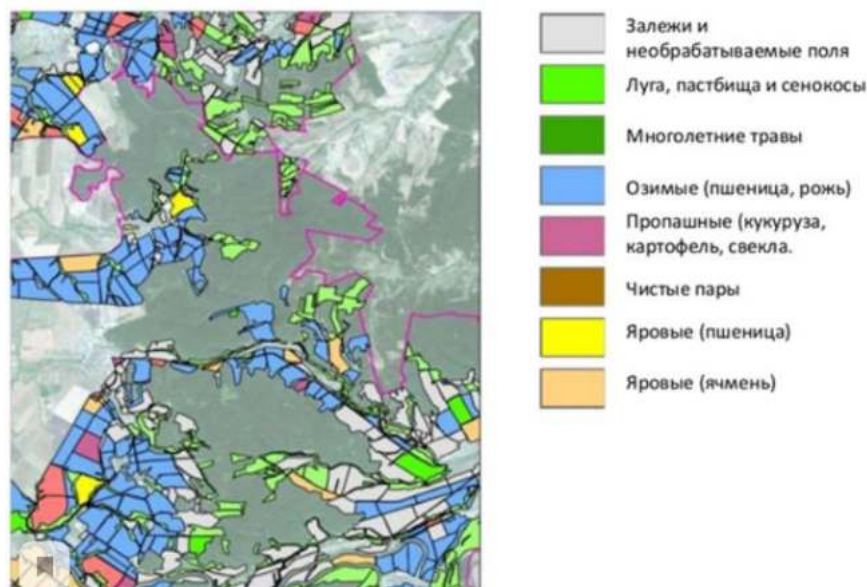 Залежи и
необрабатываемые поля
Луга, пастбища и сенокосы
Многолетние травы
Озимые (пшеница, рожь)
Пропашные (кукуруза,
картофель, свекла.
Чистые пары
Яровые (пшеница)
Яровые (ячмень)